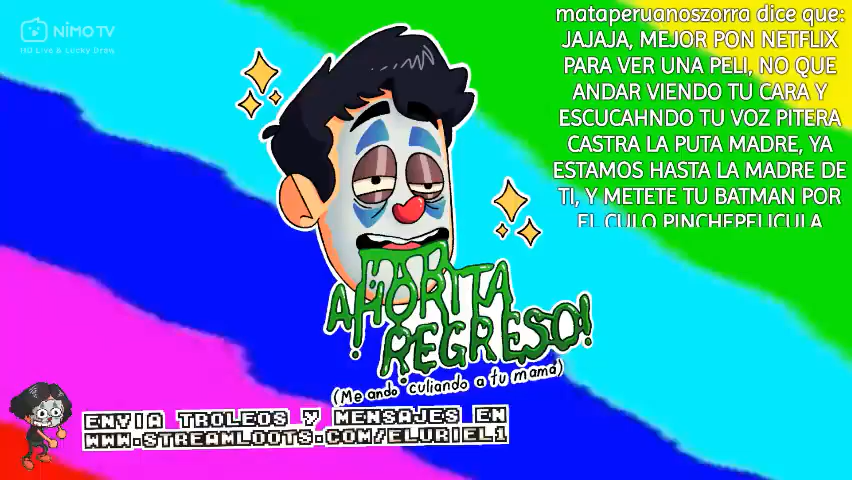 NIMO TV
HD Live & Lucky Draw
mataperuanoszorra dice que:
JAJAJA, MEJOR PON NETFLIX
PARA VER UNA PELI, NO QUE
ANDAR VIENDO TU CARA Y
ESCUCAHNDO TU VOZ PITERA
CASTRA LA PUTA MADRE, YA
ESTAMOS HASTA LA MADRE DE
TI, Y METETE TU BATMAN POR
EL CULO PINCHEPELICULA
¡AHORITA
REGRESO!
(Me ando culiando a tu mamá)
ENVIA TROLEOS Y MENSAJES EN
WWW.STREAMLOOTS.COM/ELURIEL1